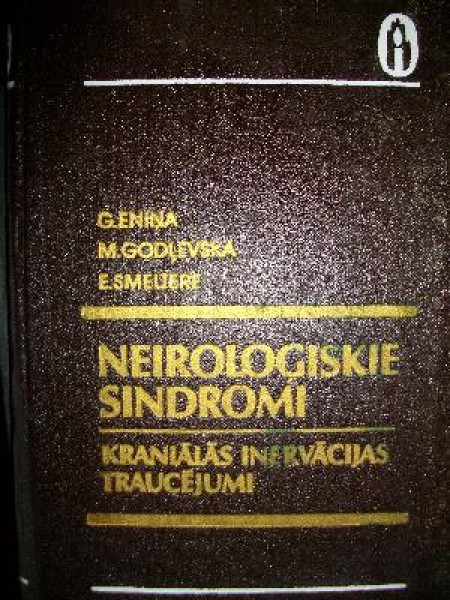 G.ENIŅA
M.GODĻEVSKA
E.SMELTERE
NEIROLOĢISKIE
SINDROMI
KRANIĀLĀS INERVĀCIJAS
TRAUCĒJUMI